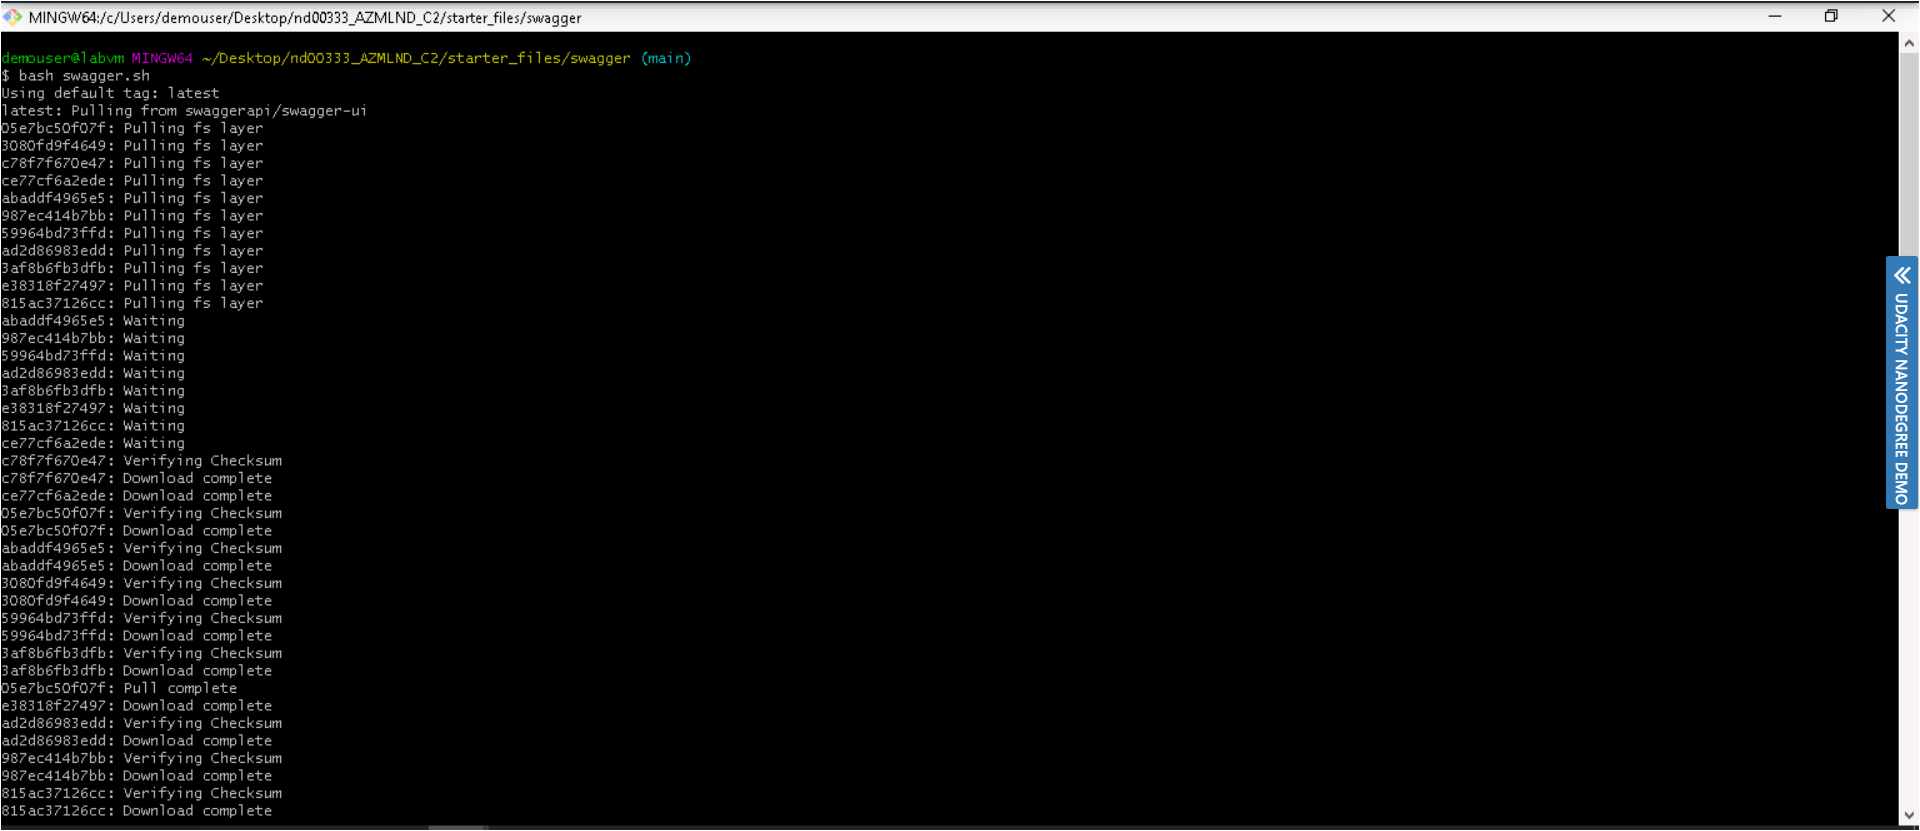 MINGW64:/c/Users/demouser/Desktop/nd00333_AZMLND_C2/starter_files/swagger
demouser@labvm MINGW64 ~/Desktop/nd00333_AZMLND_C2/starter_files/swagger (main)
$ bash swagger.sh
Using default tag: latest
latest: Pulling from swaggerapi/swagger-ui
05e7bc50f07f: Pulling fs layer
3080fd9f4649: Pulling fs layer
c78f7f670e47: Pulling fs layer
ce77cf6a2ede: Pulling fs layer
abaddf4965e5: Pulling fs layer
987ec414b7bb: Pulling fs layer
59964bd73ffd: Pulling fs layer
ad2d86983edd: Pulling fs layer
3af8b6fb3dfb: Pulling fs layer
e38318f27497: Pulling fs layer
815ac37126cc: Pulling fs layer
abaddf4965e5: Waiting
987ec414b7bb: Waiting
59964bd73ffd: Waiting
ad2d86983edd: Waiting
3af8b6fb3dfb: Waiting
e38318f27497: Waiting
815ac37126cc: Waiting
ce77cf6a2ede: Waiting
c78f7f670e47: Verifying Checksum
c78f7f670e47: Download complete
ce77cf6a2ede: Download complete
05e7bc50f07f: Verifying Checksum
05e7bc50f07f: Download complete
abaddf4965e5: Verifying Checksum
abaddf4965e5: Download complete
3080fd9f4649: Verifying Checksum
3080fd9f4649: Download complete
59964bd73ffd: Verifying Checksum
59964bd73ffd: Download complete
3af8b6fb3dfb: Verifying Checksum
3af8b6fb3dfb: Download complete
05e7bc50f07f: Pull complete
e38318f27497: Download complete
ad2d86983edd: Verifying Checksum
ad2d86983edd: Download complete
987ec414b7bb: Verifying Checksum
987ec414b7bb: Download complete
815ac37126cc: Verifying Checksum
815ac37126cc: Download complete
UDACITY NANODEGREE DEMO